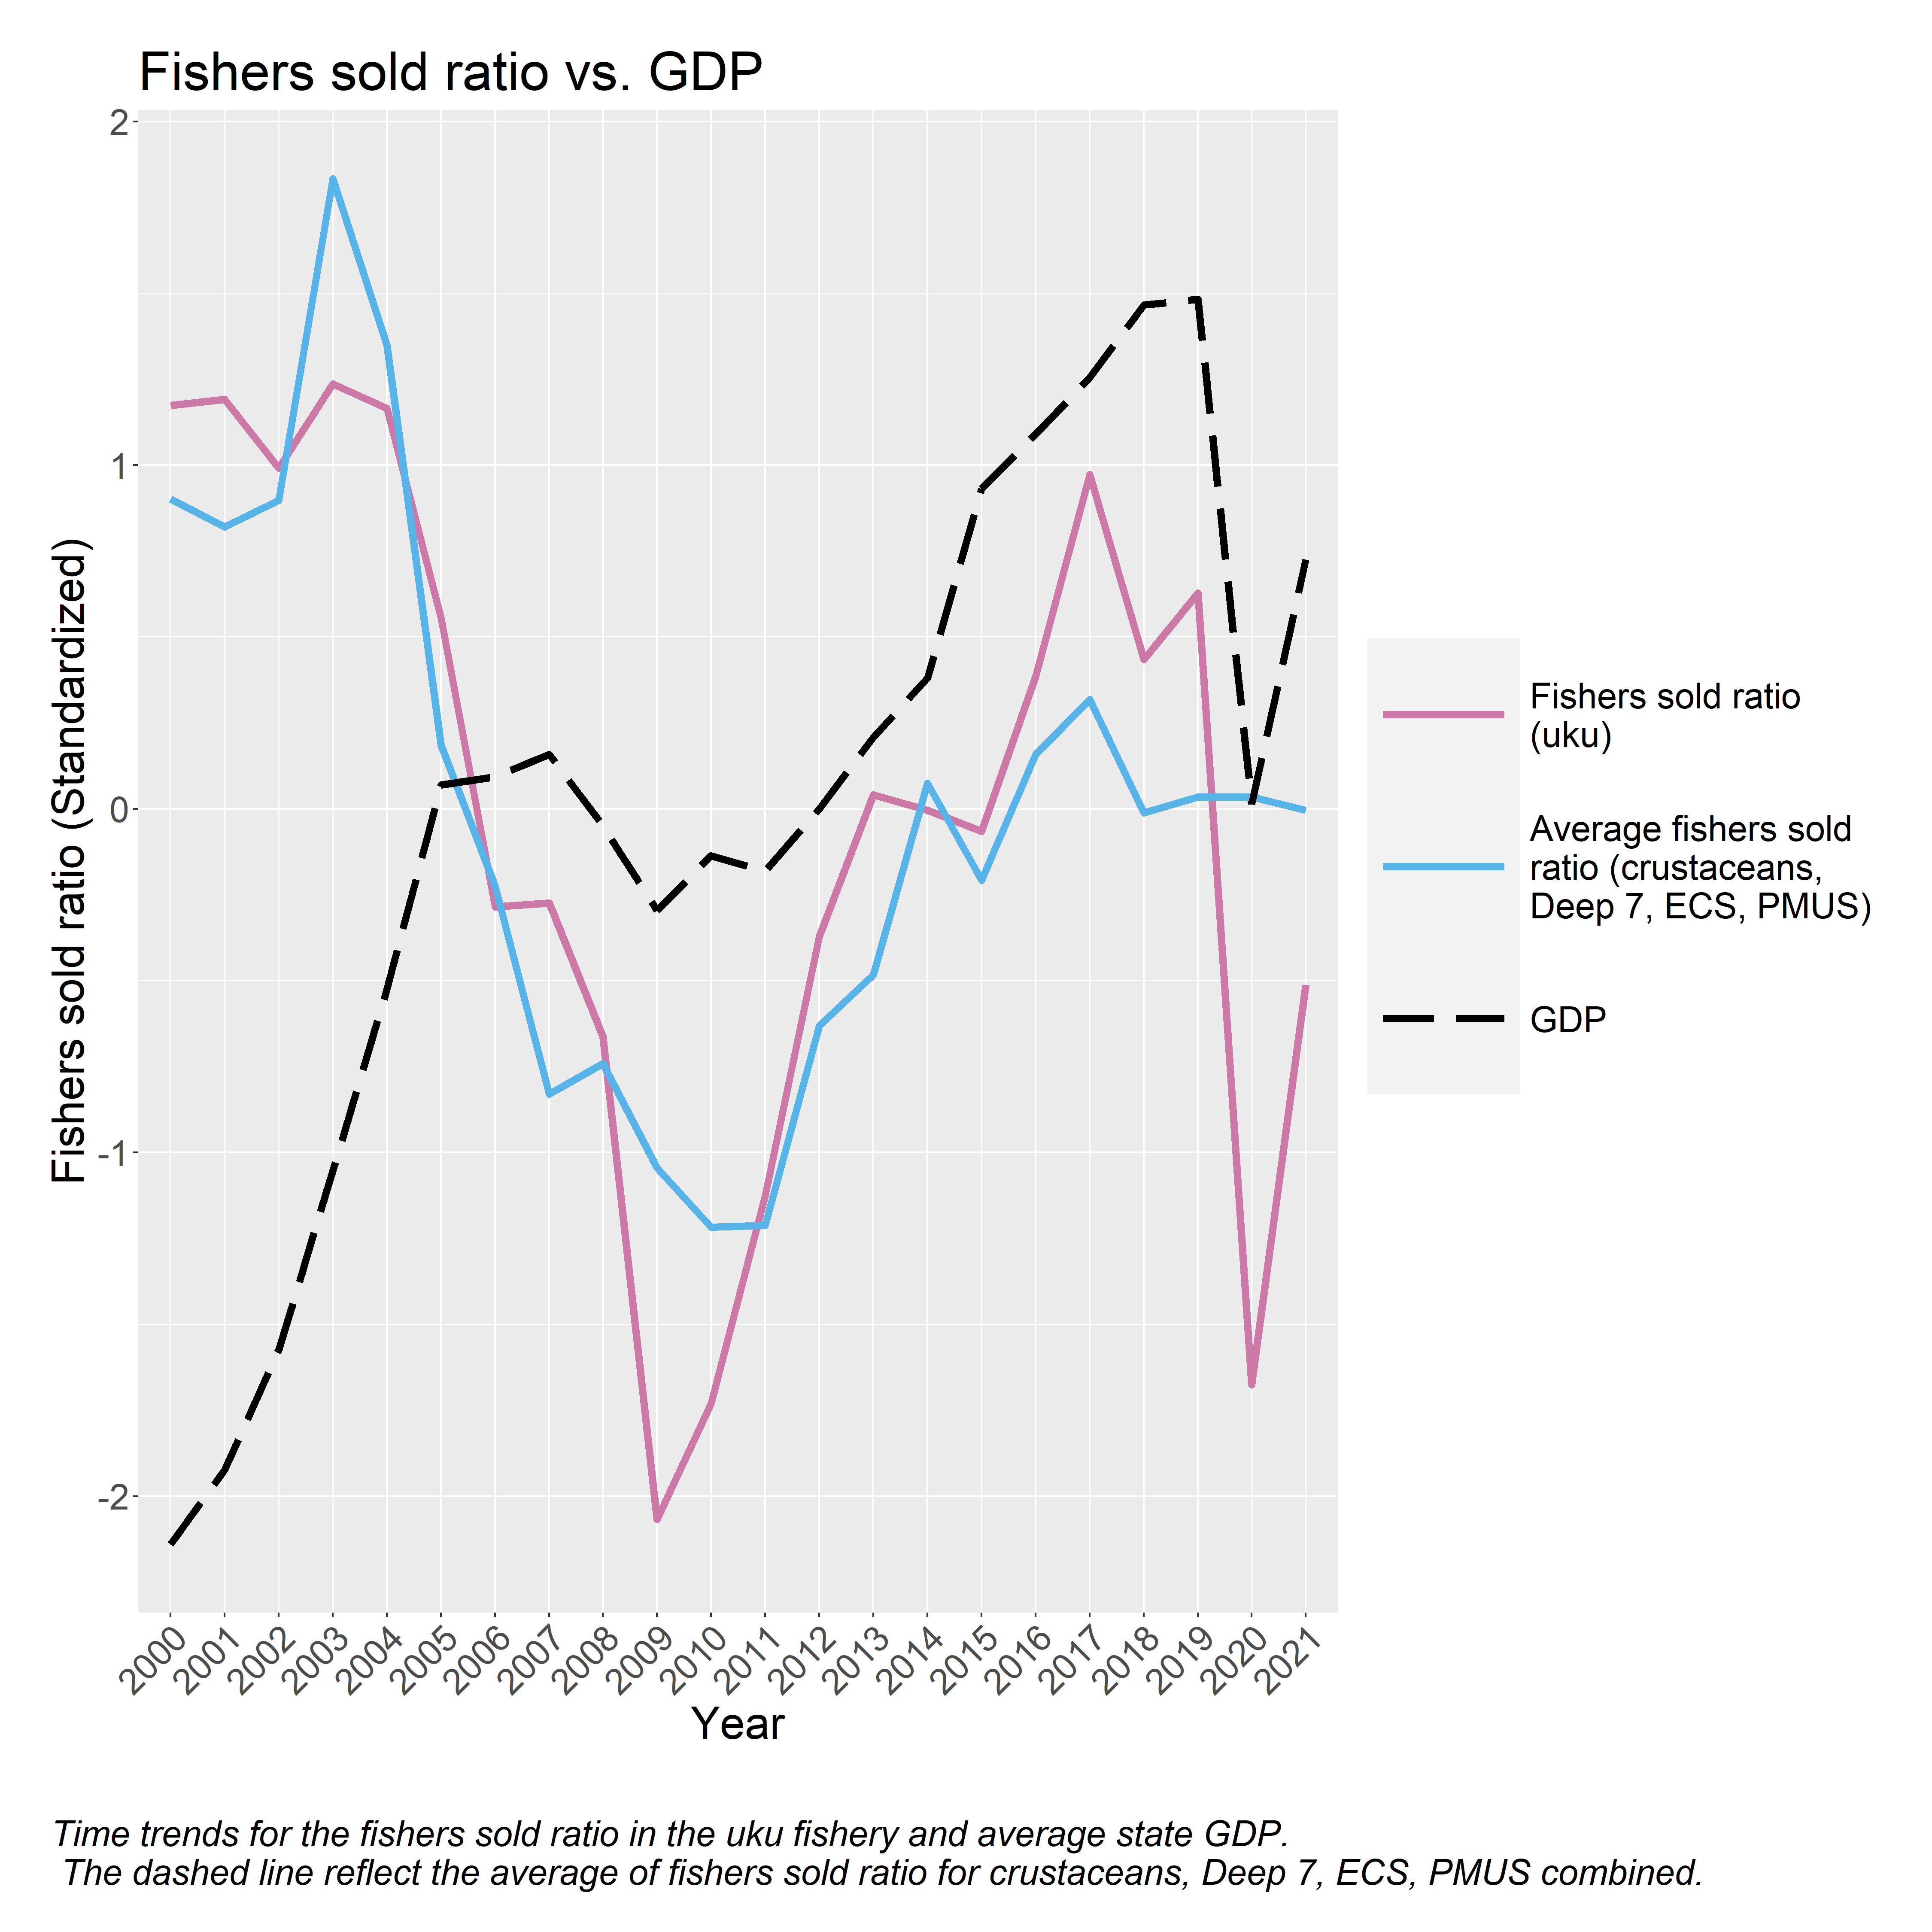 Fishers sold ratio vs. GDP
2
1
0
-1
-2
Fishers sold ratio (Standardized)
2000
2001
2002
2003
2004
2005
2006
2007
2008
2009
2010
2011
2012
2013
2014
2015
2016
2017
2018
2019
2020
2021
Year
Fishers sold ratio
(uku)
Average fishers sold
ratio (crustaceans,
Deep 7, ECS, PMUS)
GDP
Time trends for the fishers sold ratio in the uku fishery and average state GDP.
The dashed line reflect the average of fishers sold ratio for crustaceans, Deep 7, ECS, PMUS combined.